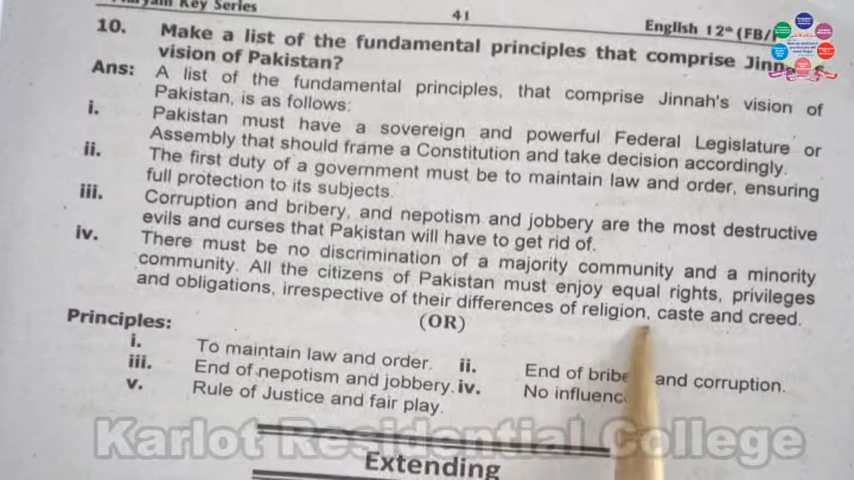 Key Series
41
English 12th (FB/
10. Make a list of the fundamental principles that comprise
vision of Pakistan?
Ans: A list of the fundamental principles, that comprise Jinnah's vision of
Pakistan, is as follows:
i. Pakistan must have a sovereign and powerful Federal Legislature or
Assembly that should frame a Constitution and take decision accordingly.
ii. The first duty of a government must be to maintain law and order, ensuring
full protection to its subjects.
iii. Corruption and bribery, and nepotism and jobbery are the most destructive
evils and curses that Pakistan will have to get rid of.
iv. There must be no discrimination of a majority community and a minority
community. All the citizens of Pakistan must enjoy equal rights, privileges
and obligations, irrespective of their differences of religion, caste and creed.
(OR)
Principles:
i. To maintain law and order. ii. End of and corruption.
iii. End of nepotism and jobbery. iv. No
v. Rule of Justice and fair play.
Karlot Residential College
Extending